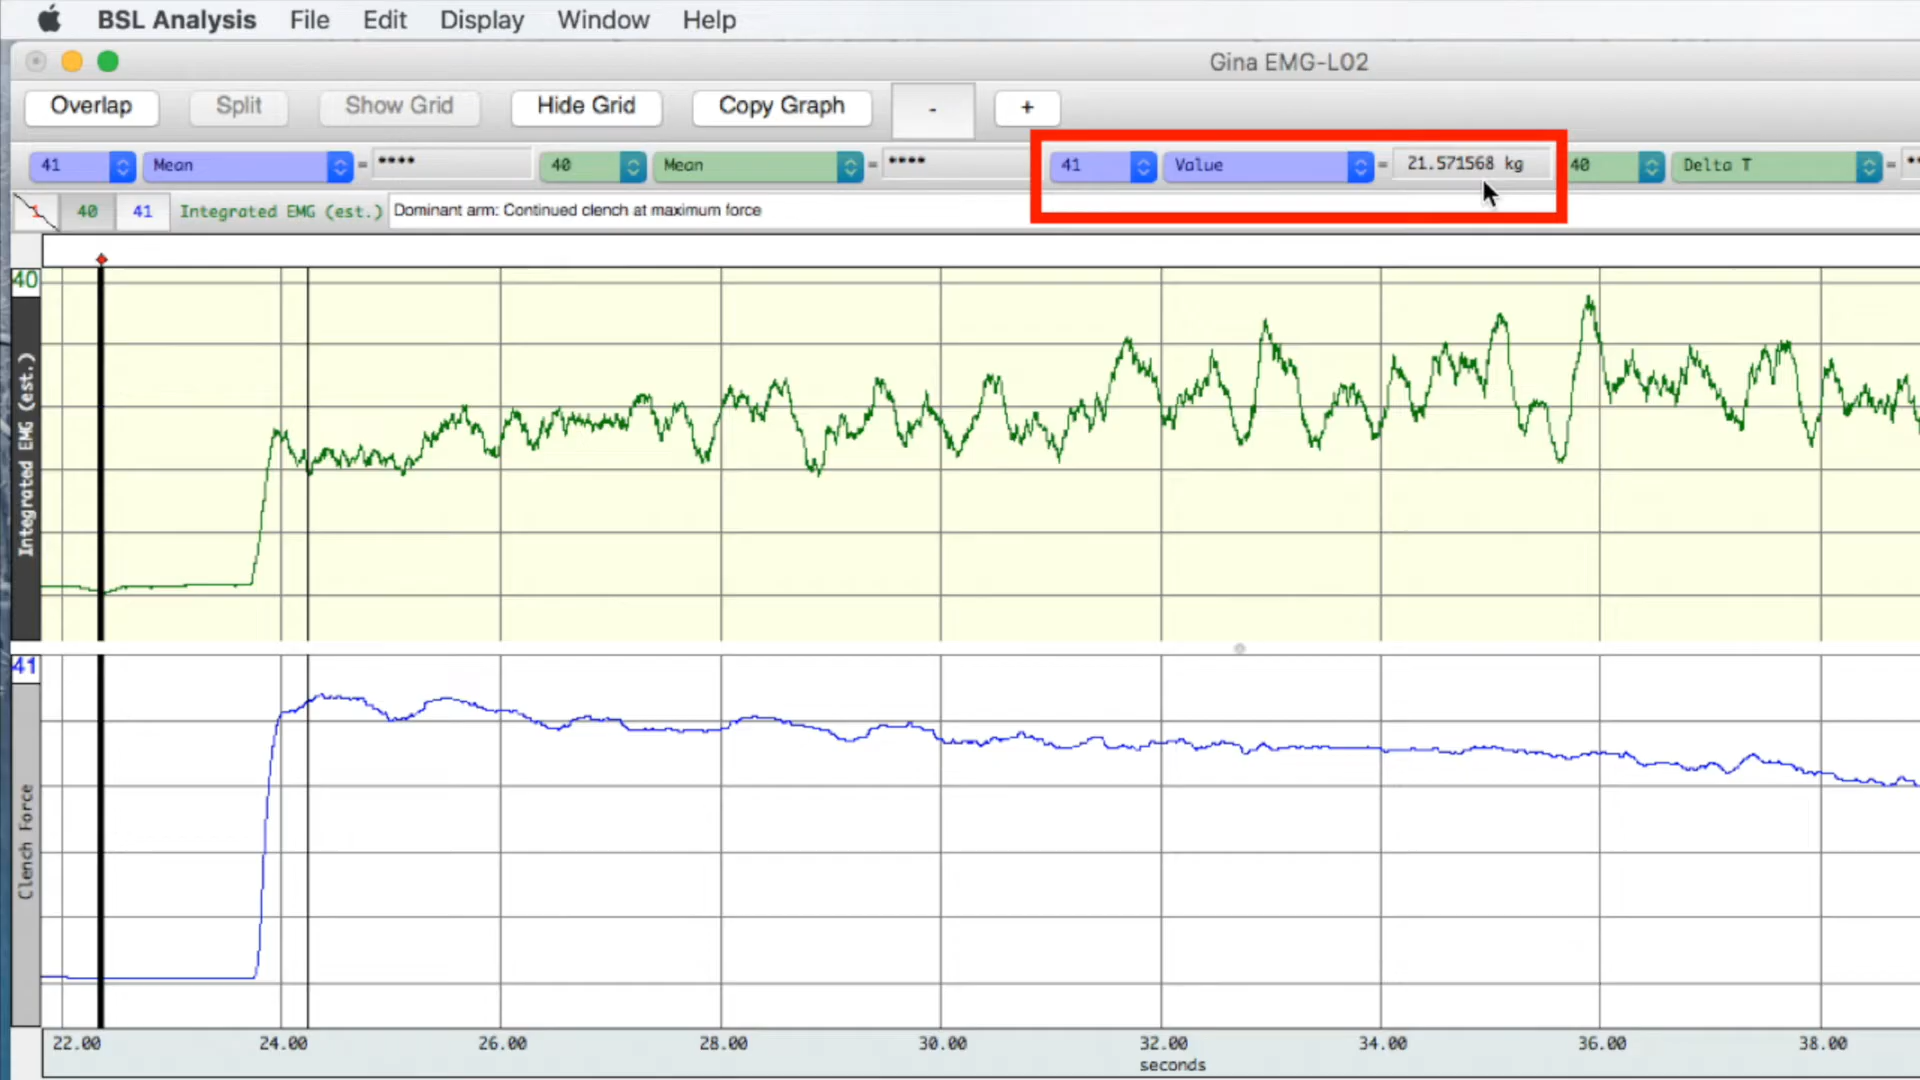 BSL Analysis File Edit Display Window Help
Gina EMG-L02
Overlap Split Show Grid Hide Grid Copy Graph - +
41 Mean = **** 40 Mean = **** 41 Value = 21.571568 kg 40 Delta T = **
1 40 41 Integrated EMG (est.) Dominant arm: Continued clench at maximum force
40
Integrated EMG (est.)
41
Clench Force
22.00 24.00 26.00 28.00 30.00 32.00 34.00 36.00 38.00
seconds